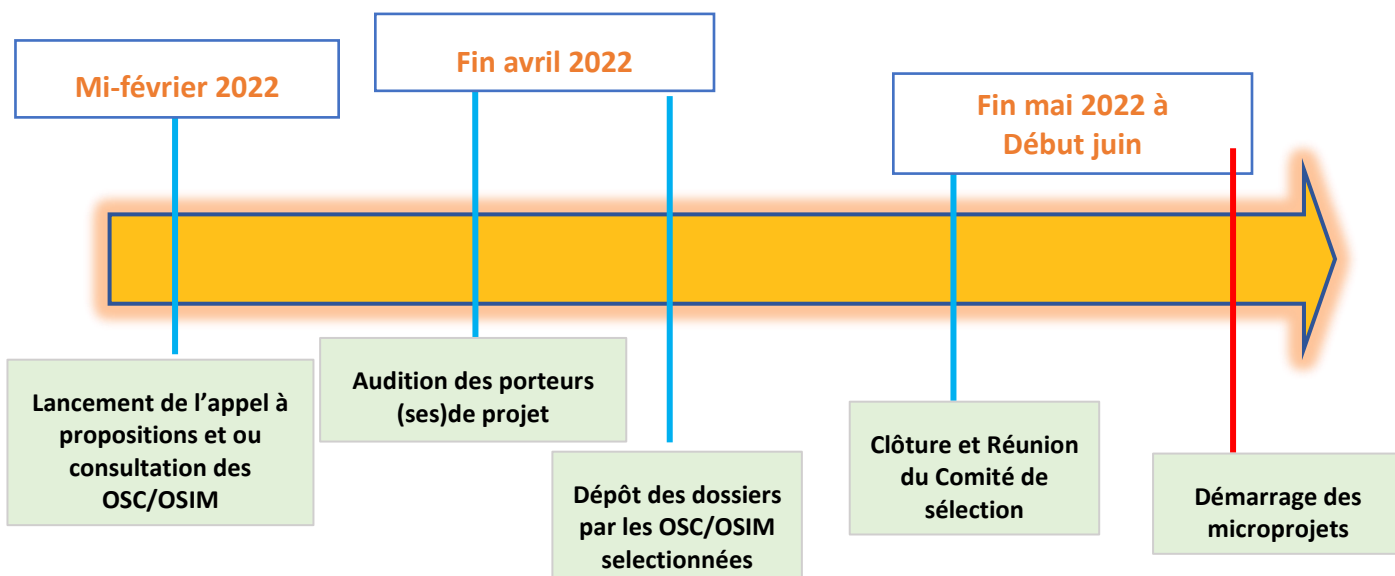 Mi-février 2022
Fin avril 2022
Fin mai 2022 à
Début juin
Lancement de l’appel à
propositions et ou
consultation des
OSC/OSIM
Audition des porteurs
(ses)de projet
Dépôt des dossiers
par les OSC/OSIM
selectionnées
Clôture et Réunion
du Comité de
sélection
Démarrage des
microprojets